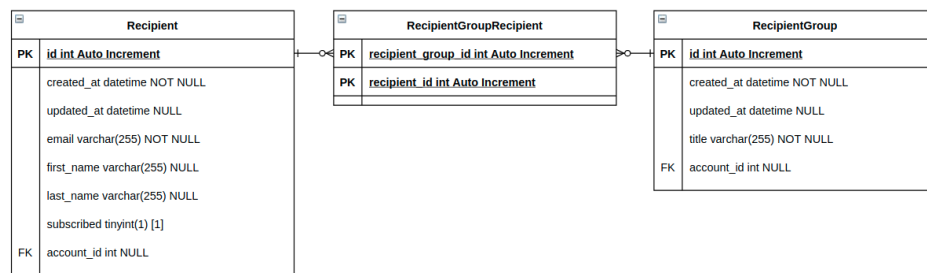 Recipient
PK id int Auto Increment
created_at datetime NOT NULL
updated_at datetime NULL
email varchar(255) NOT NULL
first_name varchar(255) NULL
last_name varchar(255) NULL
subscribed tinyint(1) [1]
FK account_id int NULL
RecipientGroupRecipient
PK recipient_group_id int Auto Increment
PK recipient_id int Auto Increment
RecipientGroup
PK id int Auto Increment
created_at datetime NOT NULL
updated_at datetime NULL
title varchar(255) NOT NULL
FK account_id int NULL